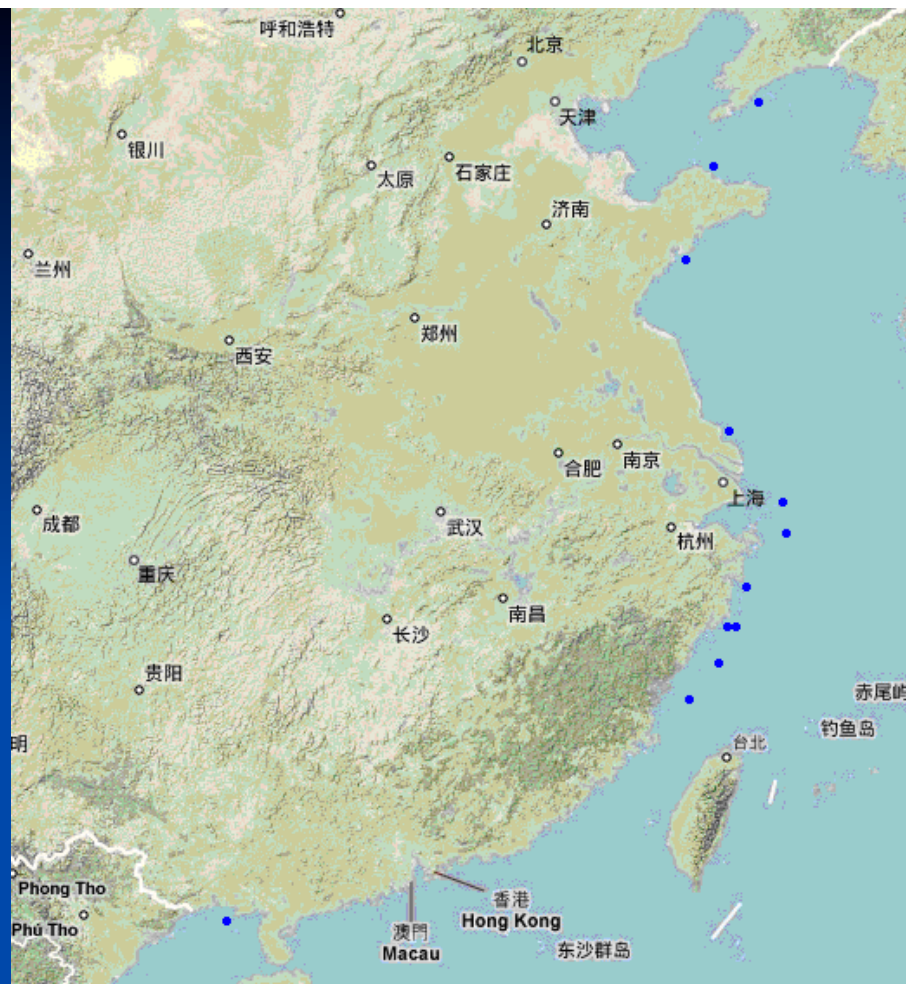 呼和浩特
北京
天津
银川
石家庄
太原
济南
兰州
郑州
西安
合肥
南京
上海
成都
武汉
杭州
重庆
南昌
长沙
贵阳
赤尾屿
钓鱼岛
明
台北
Phong Tho
香港
Hong Kong
Phú Tho
澳門
Macau
东沙群岛